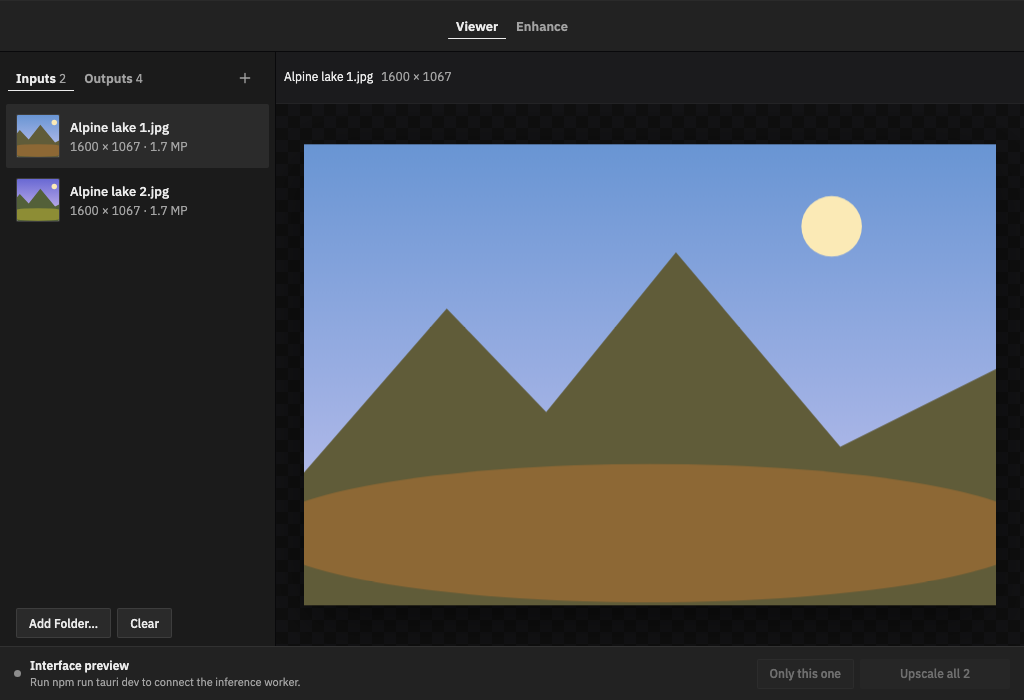 Viewer Enhance
Inputs 2 Outputs 4 +
Alpine lake 1.jpg 1600 × 1067
Alpine lake 1.jpg
1600 × 1067 · 1.7 MP
Alpine lake 2.jpg
1600 × 1067 · 1.7 MP
Add Folder... Clear
Interface preview
Run npm run tauri dev to connect the inference worker.
Only this one Upscale all 2